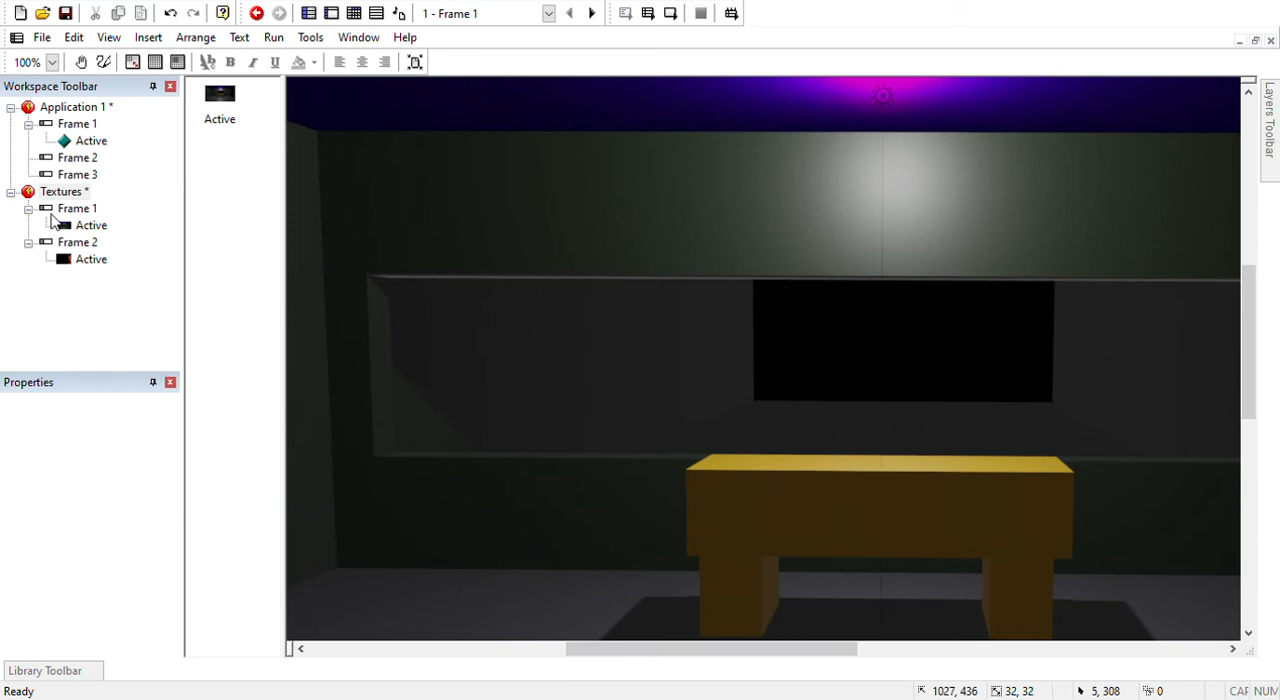 1 - Frame 1
File Edit View Insert Arrange Text Run Tools Window Help
100%
Workspace Toolbar
Application 1 *
Frame 1
Active
Frame 2
Frame 3
Textures *
Frame 1
Active
Frame 2
Active
Active
Layers Toolbar
Properties
Library Toolbar
Ready 1027, 436 32, 32 5, 308 0 CAP NUM